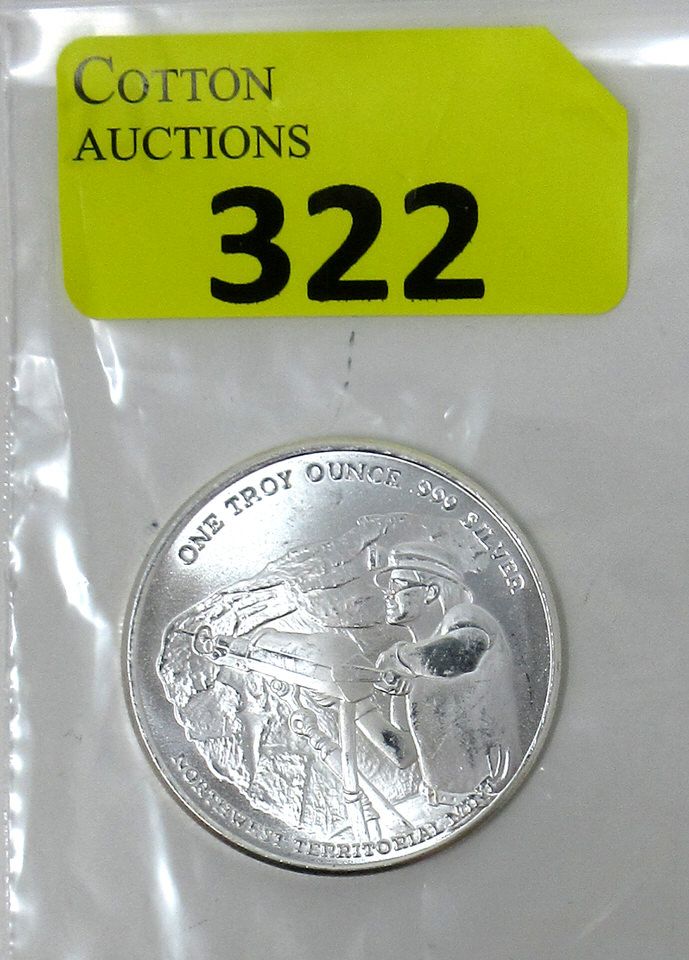 COTTON
AUCTIONS
322
ONE TROY OUNCE .999 SILVER
NORTHWEST TERRITORIAL MINT